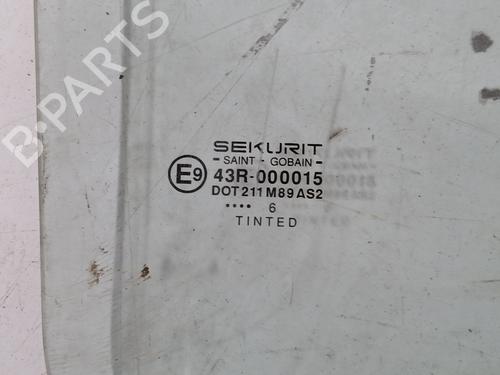 B-PARTS
SEKURIT
- SAINT - GOBAIN -
E9 43R-000015
DOT 211 M89 AS2
.... 6
TINTED